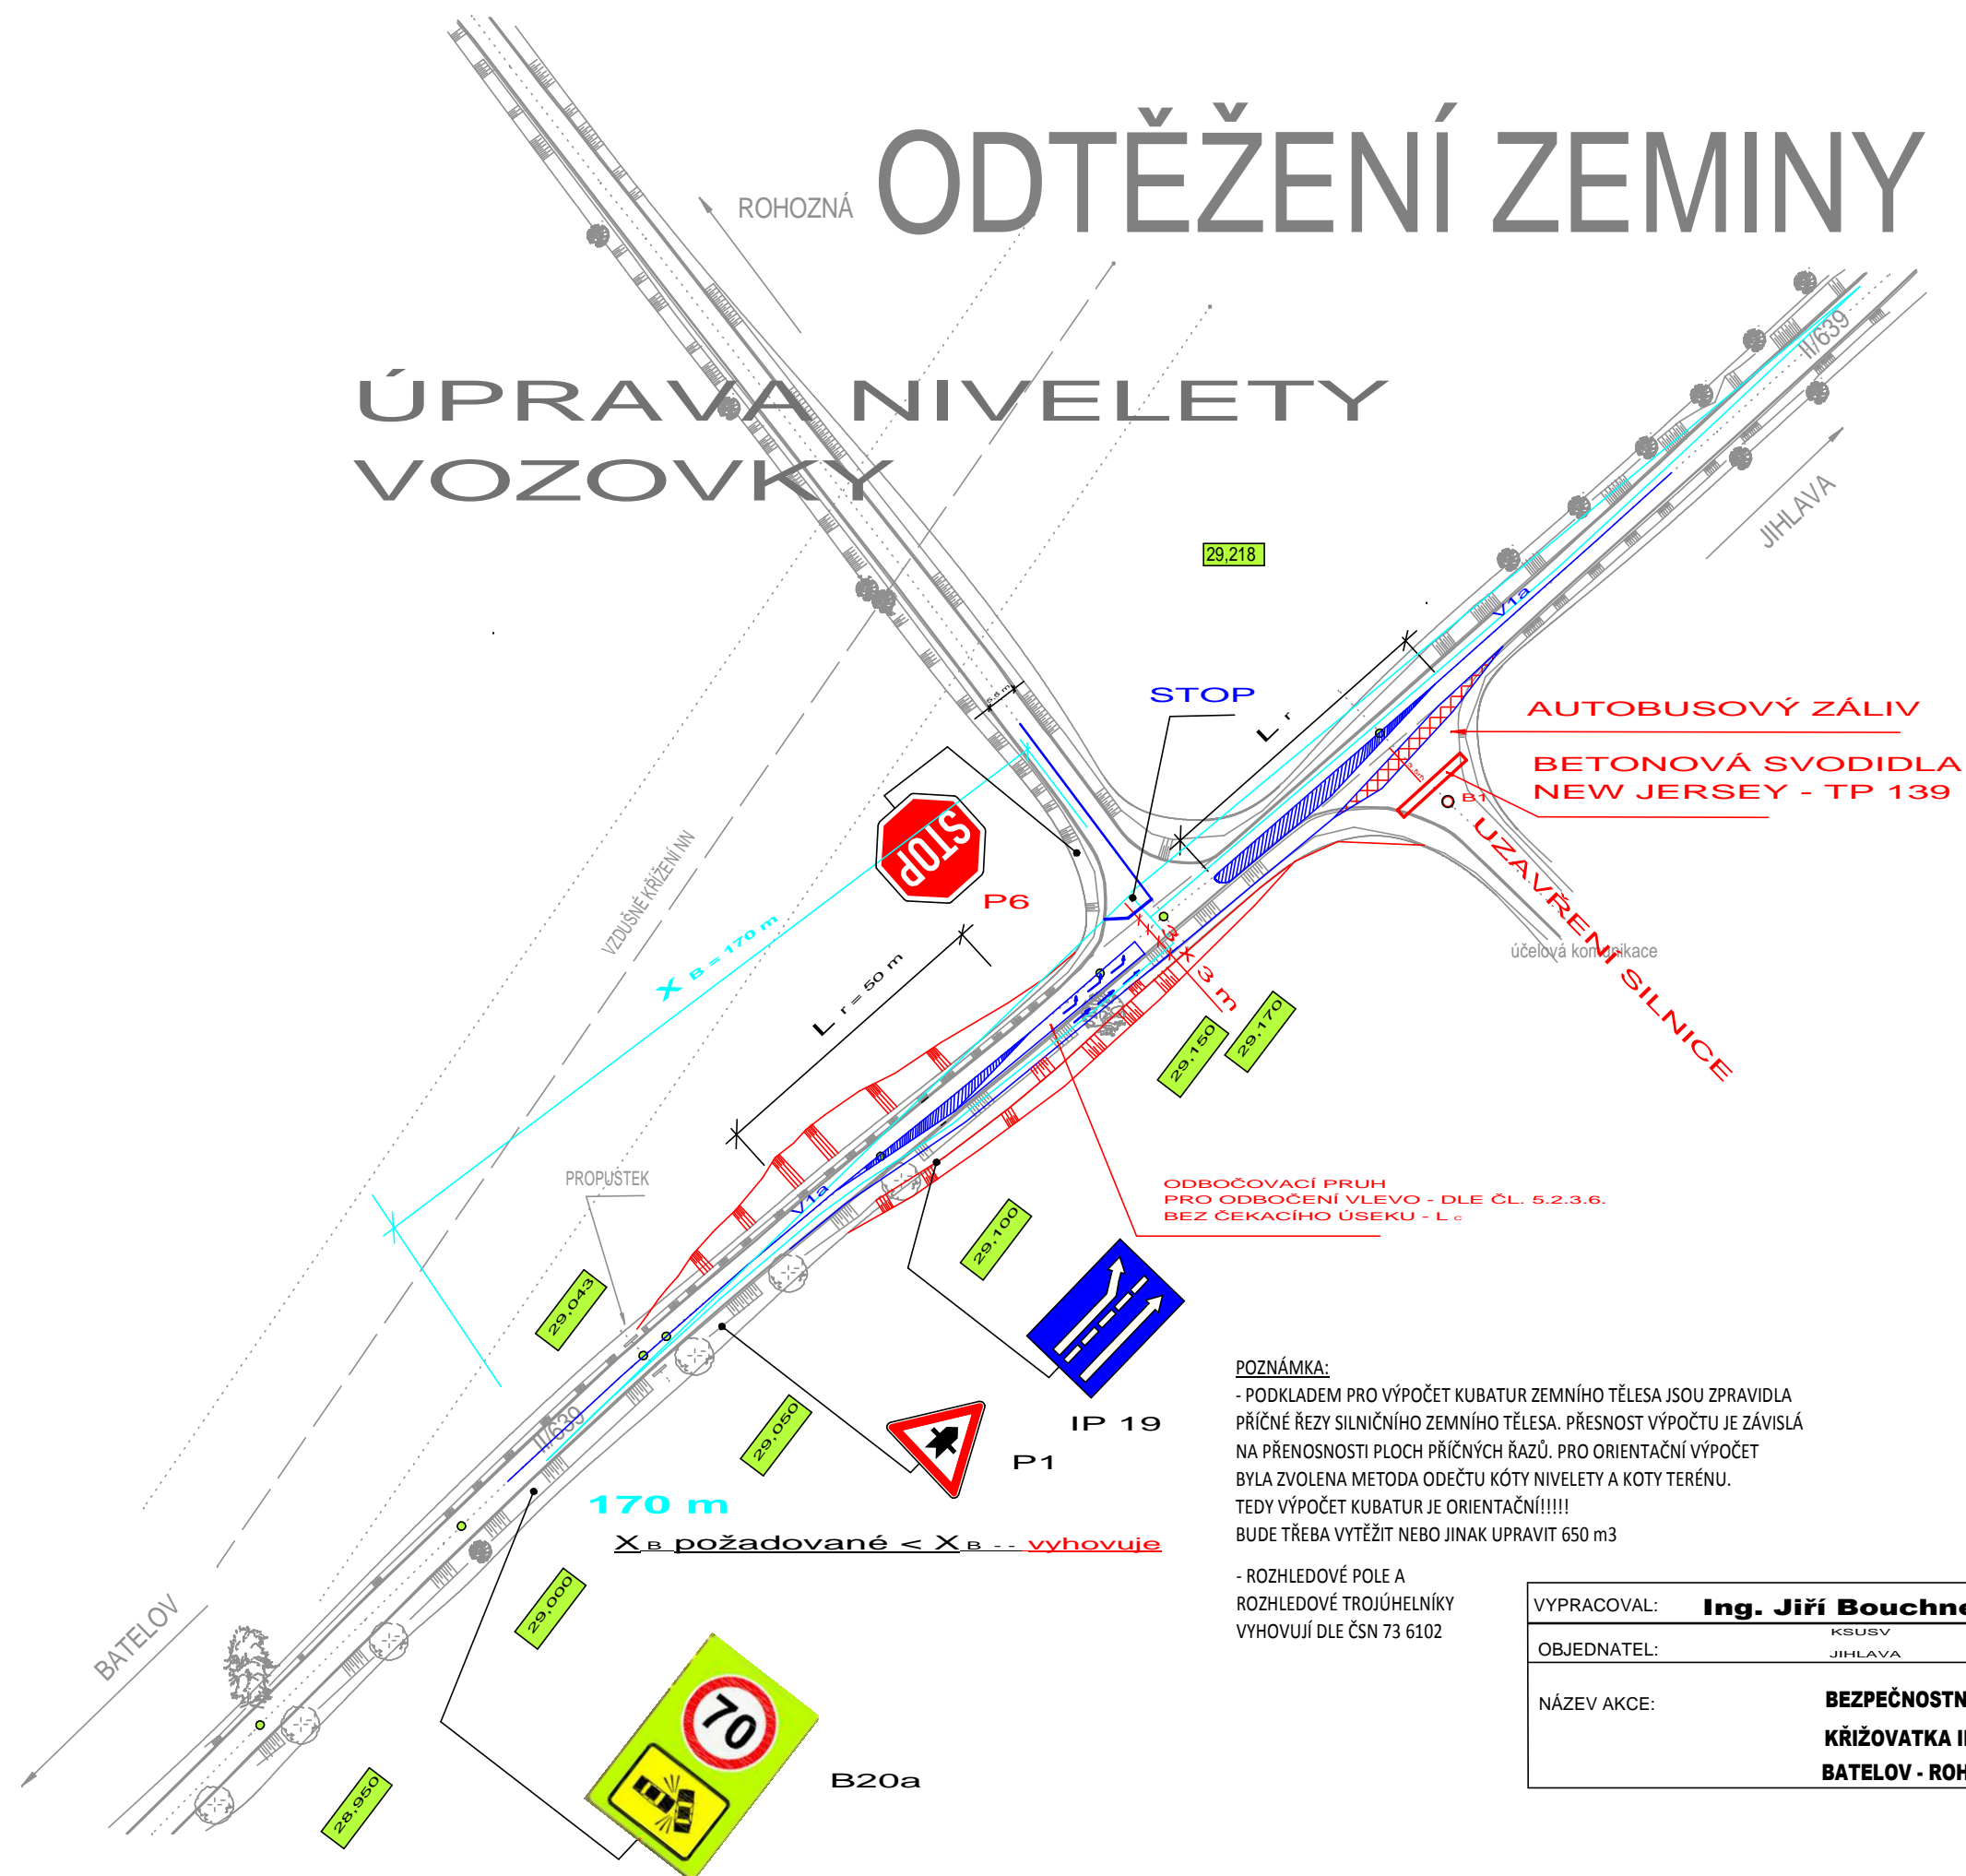 ODTĚŽENÍ ZEMINY
ROHOZNÁ
ÚPRAVA NIVELETY
VOZOVKY
II/639
JIHLAVA
29,218
V1a
STOP
L r
AUTOBUSOVÝ ZÁLIV
BETONOVÁ SVODIDLA
NEW JERSEY - TP 139
B1
UZAVŘENI SILNICE
účelová komunikace
STOP
P6
VZDUŠNÉ KŘÍŽENÍ NN
X B = 170 m
L r = 50 m
3 x 3 m
29,150
29,170
ODBOČOVACÍ PRUH
PRO ODBOČENÍ VLEVO - DLE ČL. 5.2.3.6.
BEZ ČEKACÍHO ÚSEKU - L c
PROPUSTEK
V1a
29,100
29,043
IP 19
29,050
P1
II/639
170 m
X B požadované < X B -- vyhovuje
29,000
BATELOV
70
B20a
28,950
POZNÁMKA:
- PODKLADEM PRO VÝPOČET KUBATUR ZEMNÍHO TĚLESA JSOU ZPRAVIDLA
PŘÍČNÉ ŘEZY SILNIČNÍHO ZEMNÍHO TĚLESA. PŘESNOST VÝPOČTU JE ZÁVISLÁ
NA PŘENOSNOSTI PLOCH PŘÍČNÝCH ŘAZŮ. PRO ORIENTAČNÍ VÝPOČET
BYLA ZVOLENA METODA ODEČTU KÓTY NIVELETY A KOTY TERÉNU.
TEDY VÝPOČET KUBATUR JE ORIENTAČNÍ!!!!!
BUDE TŘEBA VYTĚŽIT NEBO JINAK UPRAVIT 650 m3
- ROZHLEDOVÉ POLE A
ROZHLEDOVÉ TROJÚHELNÍKY
VYHOVUJÍ DLE ČSN 73 6102
VYPRACOVAL: Ing. Jiří Bouchne
OBJEDNATEL: KSUSV
JIHLAVA
NÁZEV AKCE: BEZPEČNOSTN
KŘIŽOVATKA II
BATELOV - ROH